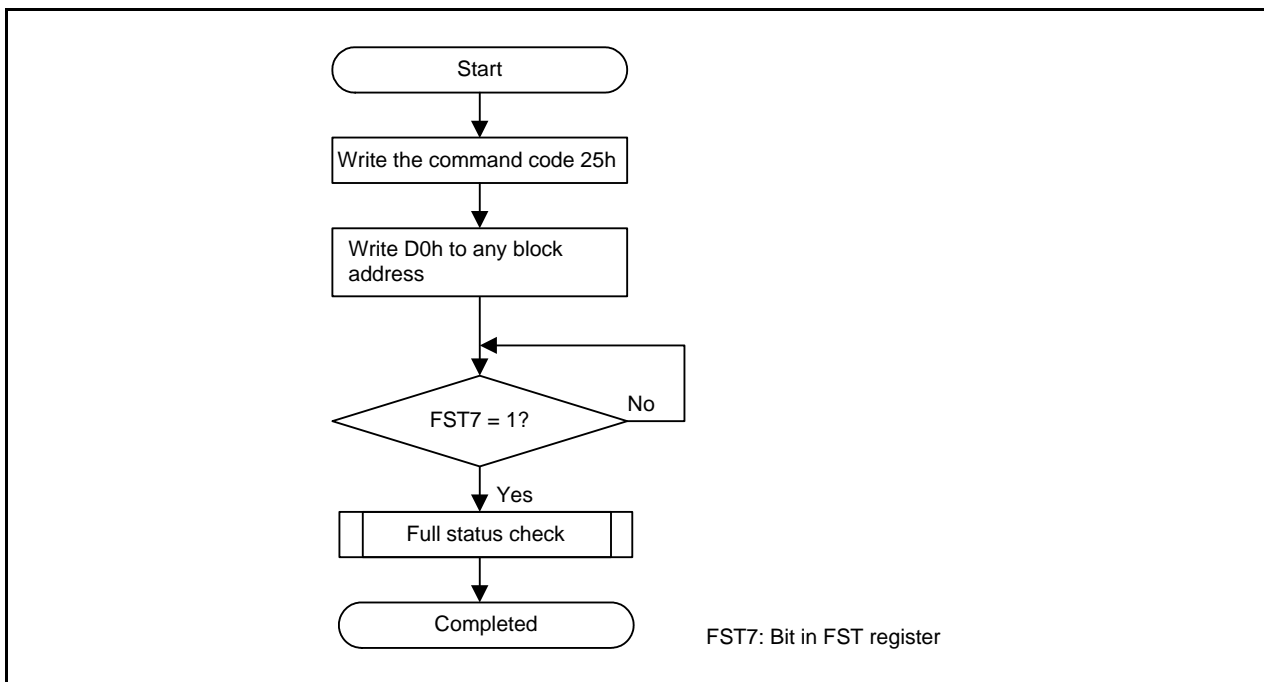 Start
Write the command code 25h
Write D0h to any block
address
No
FST7 = 1?
Yes
Full status check
Completed
FST7: Bit in FST register